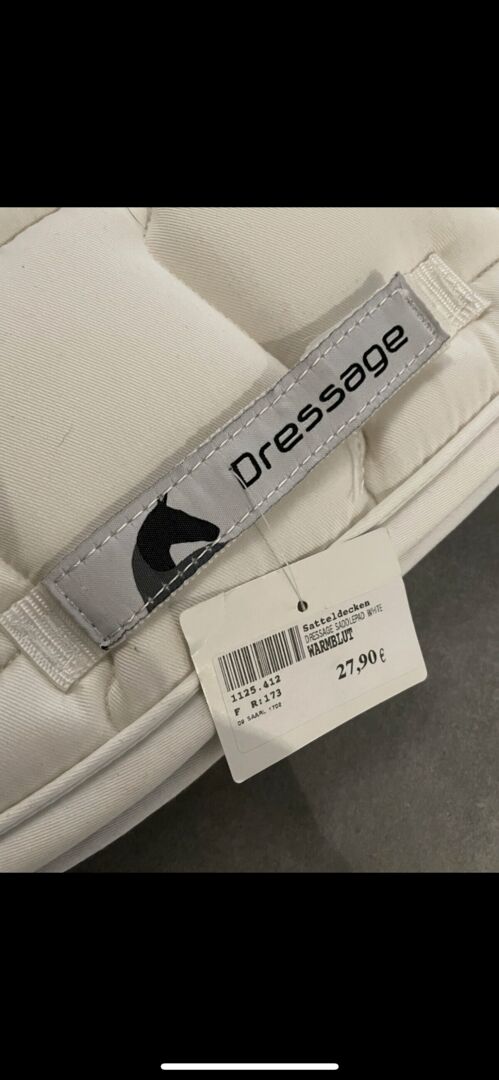 Dressage
Satteldecken
DRESSAGE SADDLEPAD WHITE
WARMBLUT
27,90 €
1125.412
F R:173